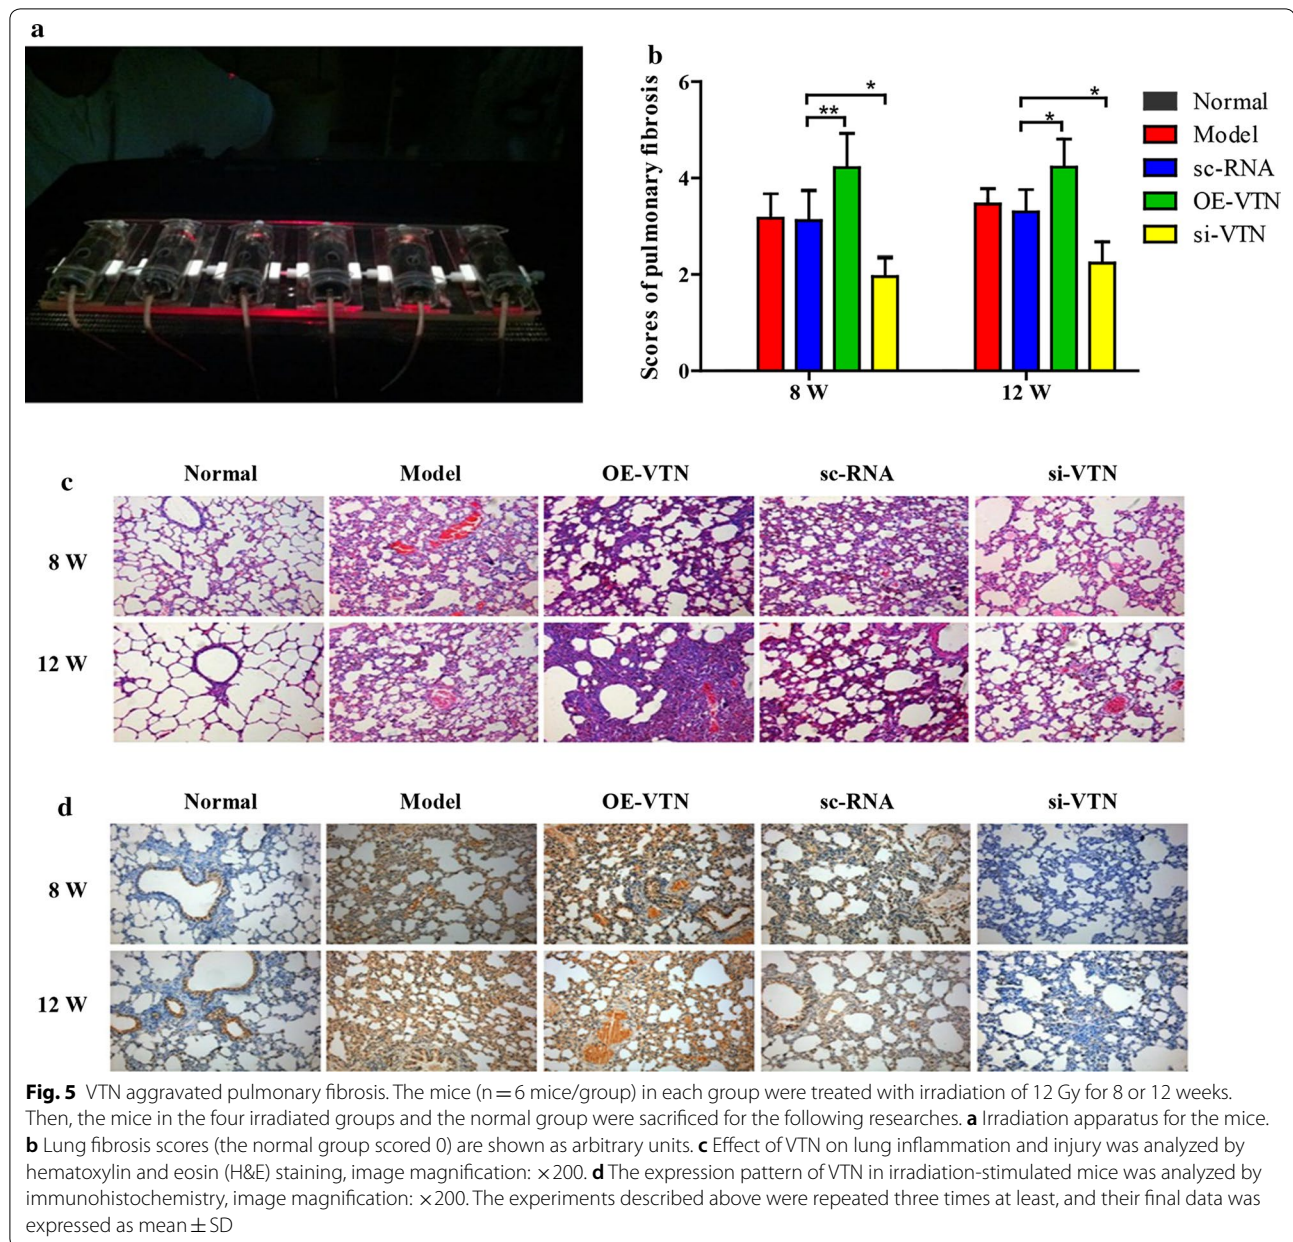 a
b
Scores of pulmonary fibrosis
6
4
2
0
*
**
*
*
8 W
12 W
Normal
Model
sc-RNA
OE-VTN
si-VTN
c
Normal Model OE-VTN sc-RNA si-VTN
8 W
12 W
d
Normal Model OE-VTN sc-RNA si-VTN
8 W
12 W
Fig. 5 VTN aggravated pulmonary fibrosis. The mice (n = 6 mice/group) in each group were treated with irradiation of 12 Gy for 8 or 12 weeks.
Then, the mice in the four irradiated groups and the normal group were sacrificed for the following researches. a Irradiation apparatus for the mice.
b Lung fibrosis scores (the normal group scored 0) are shown as arbitrary units. c Effect of VTN on lung inflammation and injury was analyzed by
hematoxylin and eosin (H&E) staining, image magnification: ×200. d The expression pattern of VTN in irradiation-stimulated mice was analyzed by
immunohistochemistry, image magnification: ×200. The experiments described above were repeated three times at least, and their final data was
expressed as mean ± SD